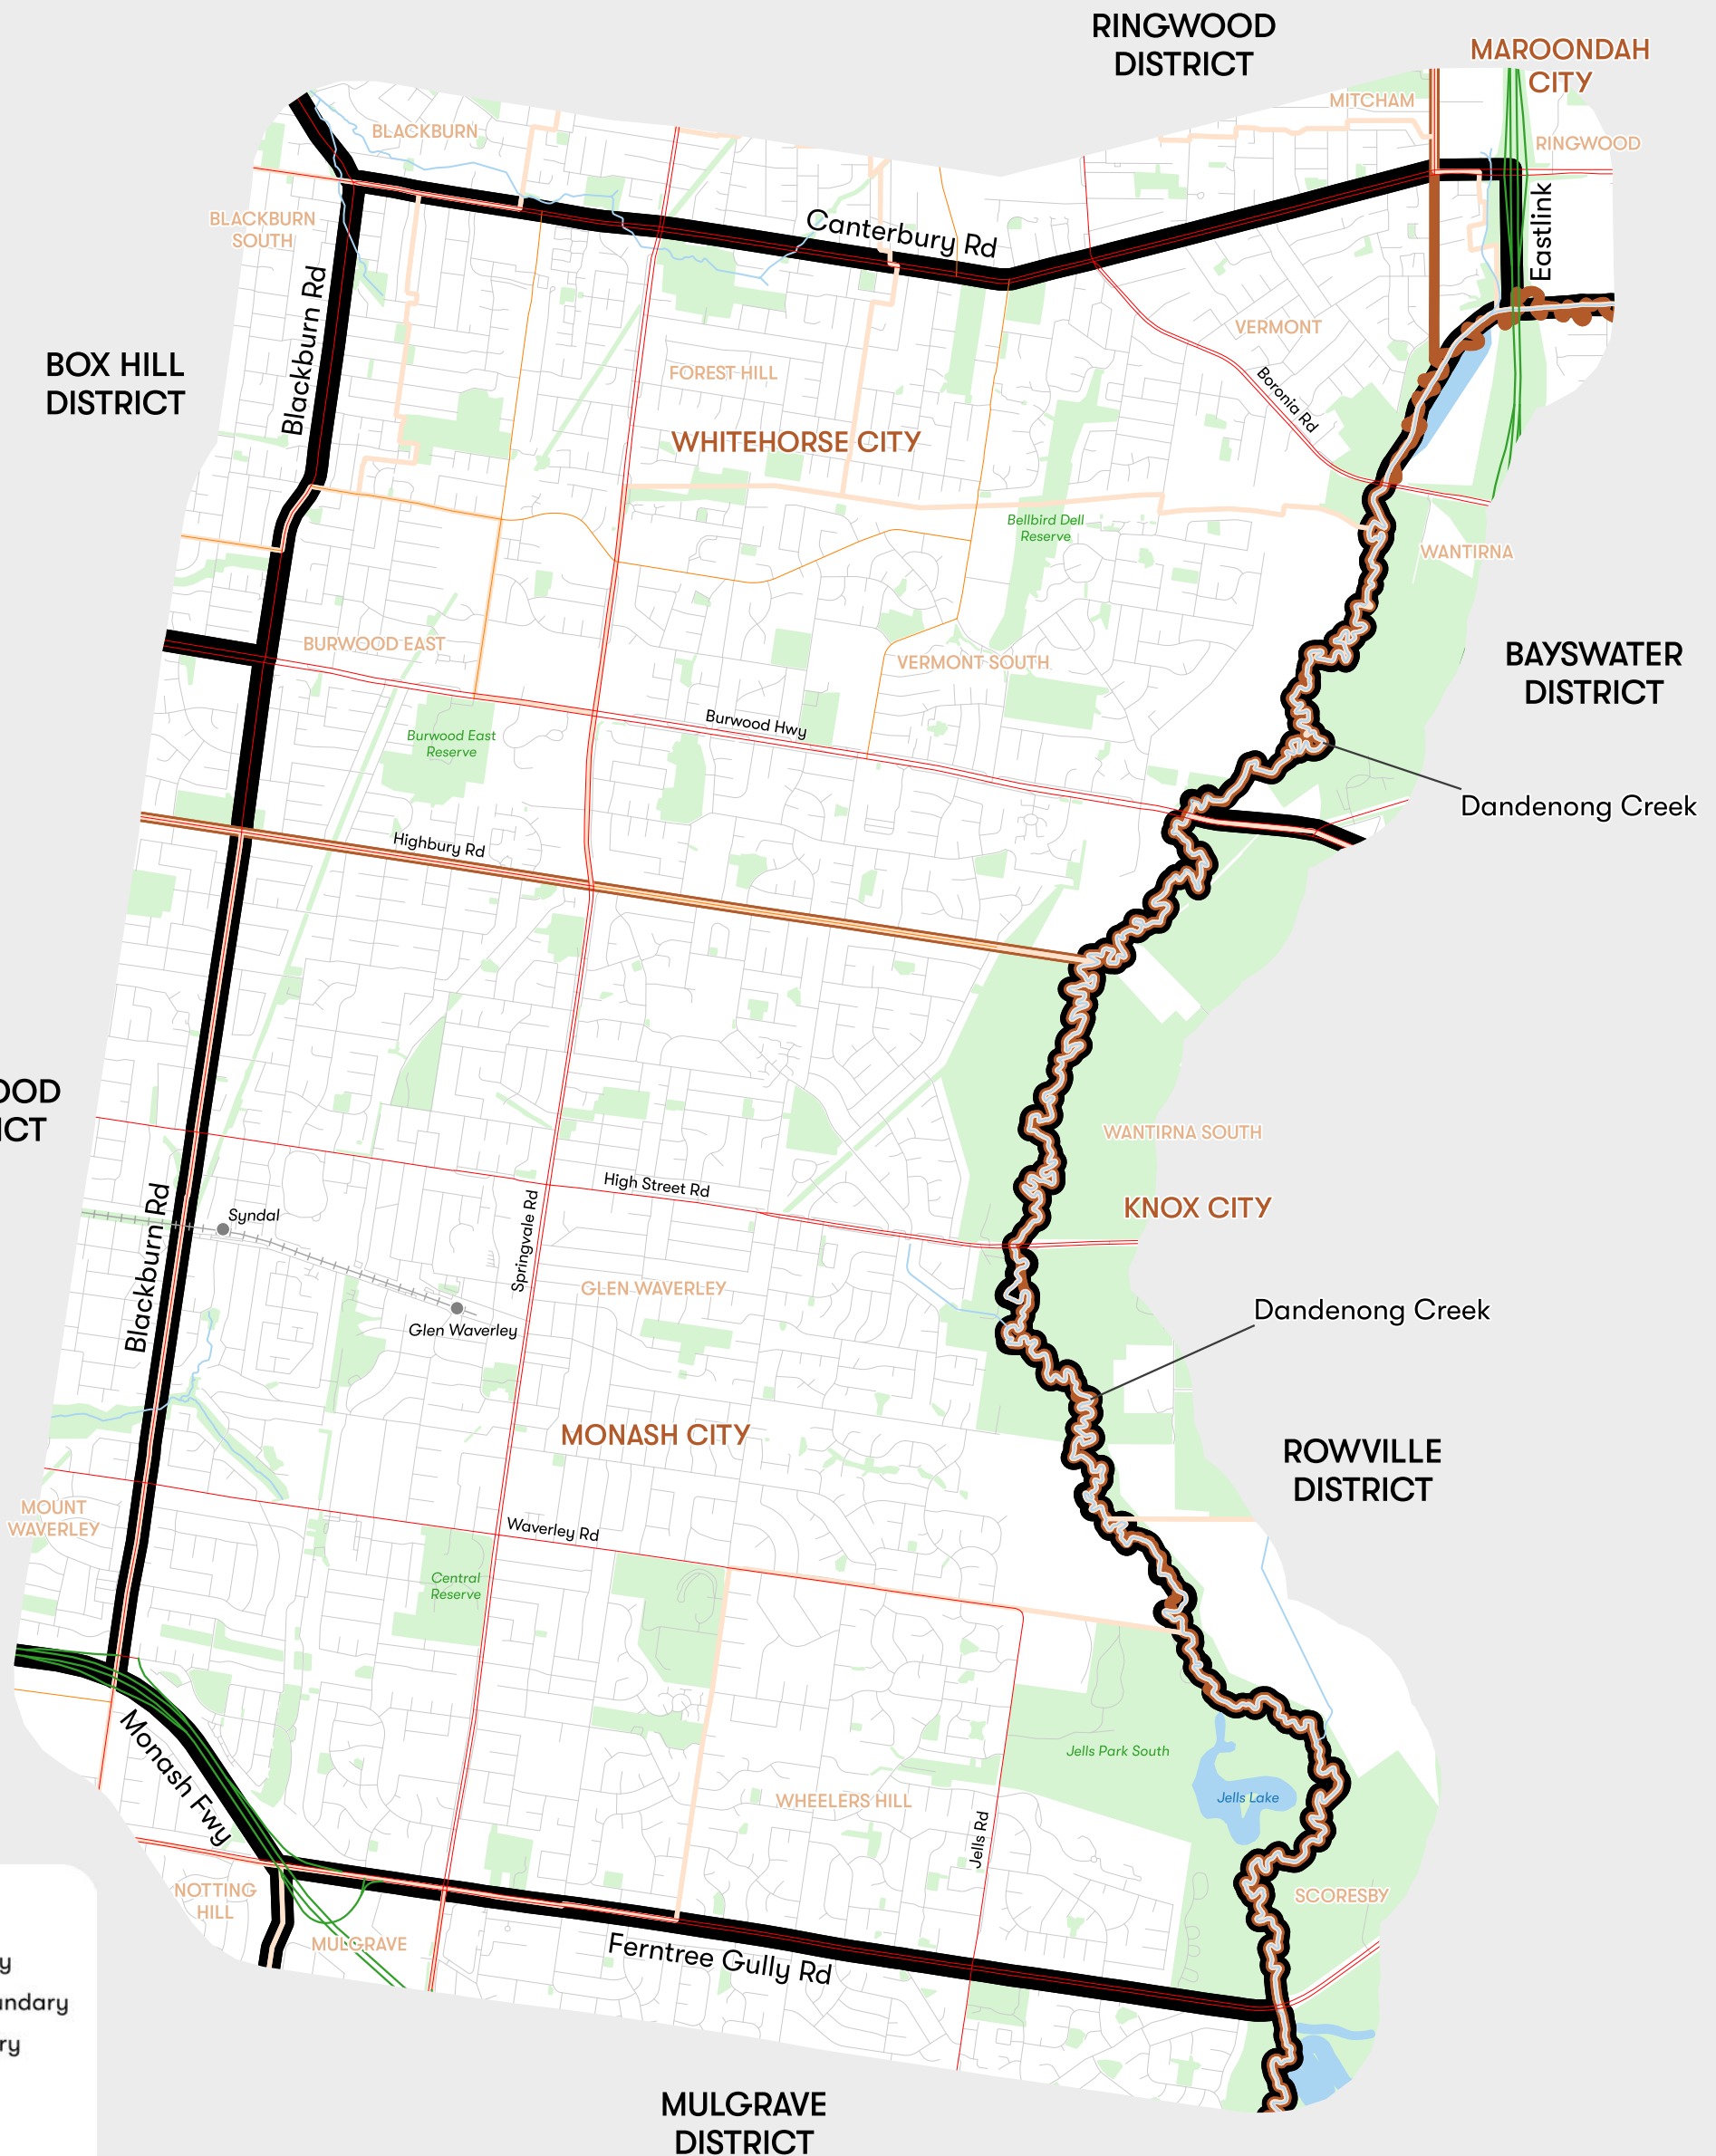 RINGWOOD
DISTRICT
MAROONDAH
CITY
MITCHAM
BLACKBURN
RINGWOOD
BLACKBURN
SOUTH
Canterbury Rd
Eastlink
Blackburn Rd
VERMONT
BOX HILL
DISTRICT
FOREST HILL
Boronia Rd
WHITEHORSE CITY
Bellbird Dell
Reserve
WANTIRNA
BURWOOD EAST
VERMONT SOUTH
BAYSWATER
DISTRICT
Burwood Hwy
Burwood East
Reserve
Dandenong Creek
Highbury Rd
OOD
ICT
WANTIRNA SOUTH
High Street Rd
KNOX CITY
Syndal
Springvale Rd
Blackburn Rd
GLEN WAVERLEY
Dandenong Creek
Glen Waverley
MONASH CITY
ROWVILLE
DISTRICT
MOUNT
WAVERLEY
Waverley Rd
Central
Reserve
Jells Park South
Monash Fwy
WHEELERS HILL
Jells Lake
Jells Rd
NOTTING
HILL
SCORESBY
MULGRAVE
Ferntree Gully Rd
y
undary
ry
MULGRAVE
DISTRICT